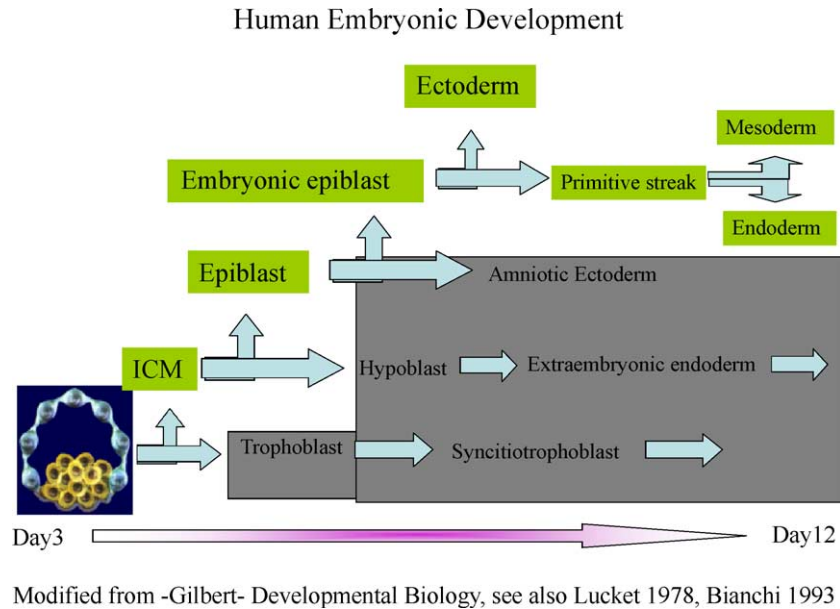 Human Embryonic Development
Ectoderm
Mesoderm
Embryonic epiblast
Primitive streak
Endoderm
Epiblast
Amniotic Ectoderm
ICM
Hypoblast
Extraembryonic endoderm
Trophoblast
Syncitiotrophoblast
Day3
Day12
Modified from -Gilbert- Developmental Biology, see also Lucket 1978, Bianchi 1993